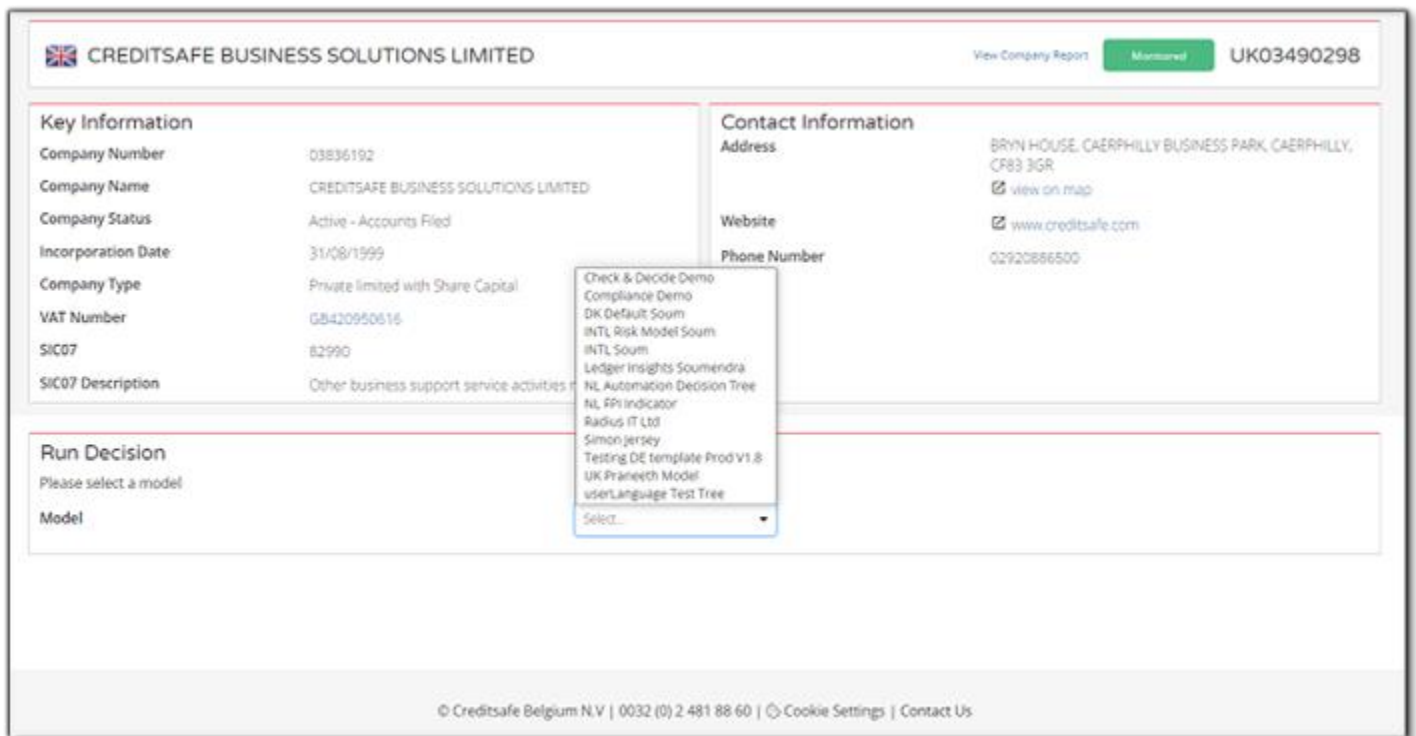 CREDITSAFE BUSINESS SOLUTIONS LIMITED
View Company Report
Monitored
UK03490298
Key Information
Company Number 03836192
Company Name CREDITSAFE BUSINESS SOLUTIONS LIMITED
Company Status Active - Accounts Filed
Incorporation Date 31/08/1999
Company Type Private limited with Share Capital
VAT Number GB420950616
SIC07 82990
SIC07 Description Other business support service activities
Contact Information
Address BRYN HOUSE, CAERPHILLY BUSINESS PARK, CAERPHILLY,
CF83 3GR
view on map
Website www.creditsafe.com
Phone Number 02920886500
Check & Decide Demo
Compliance Demo
DK Default Soum
INTL Risk Model Soum
INTL Soum
Ledger Insights Soumendra
NL Automation Decision Tree
NL FPI Indicator
Radius IT Ltd
Simon Jersey
Testing DE template Prod V1.8
UK Praneeth Model
userLanguage Test Tree
Run Decision
Please select a model
Model Select...
© Creditsafe Belgium N.V | 0032 (0) 2 481 88 60 | Cookie Settings | Contact Us